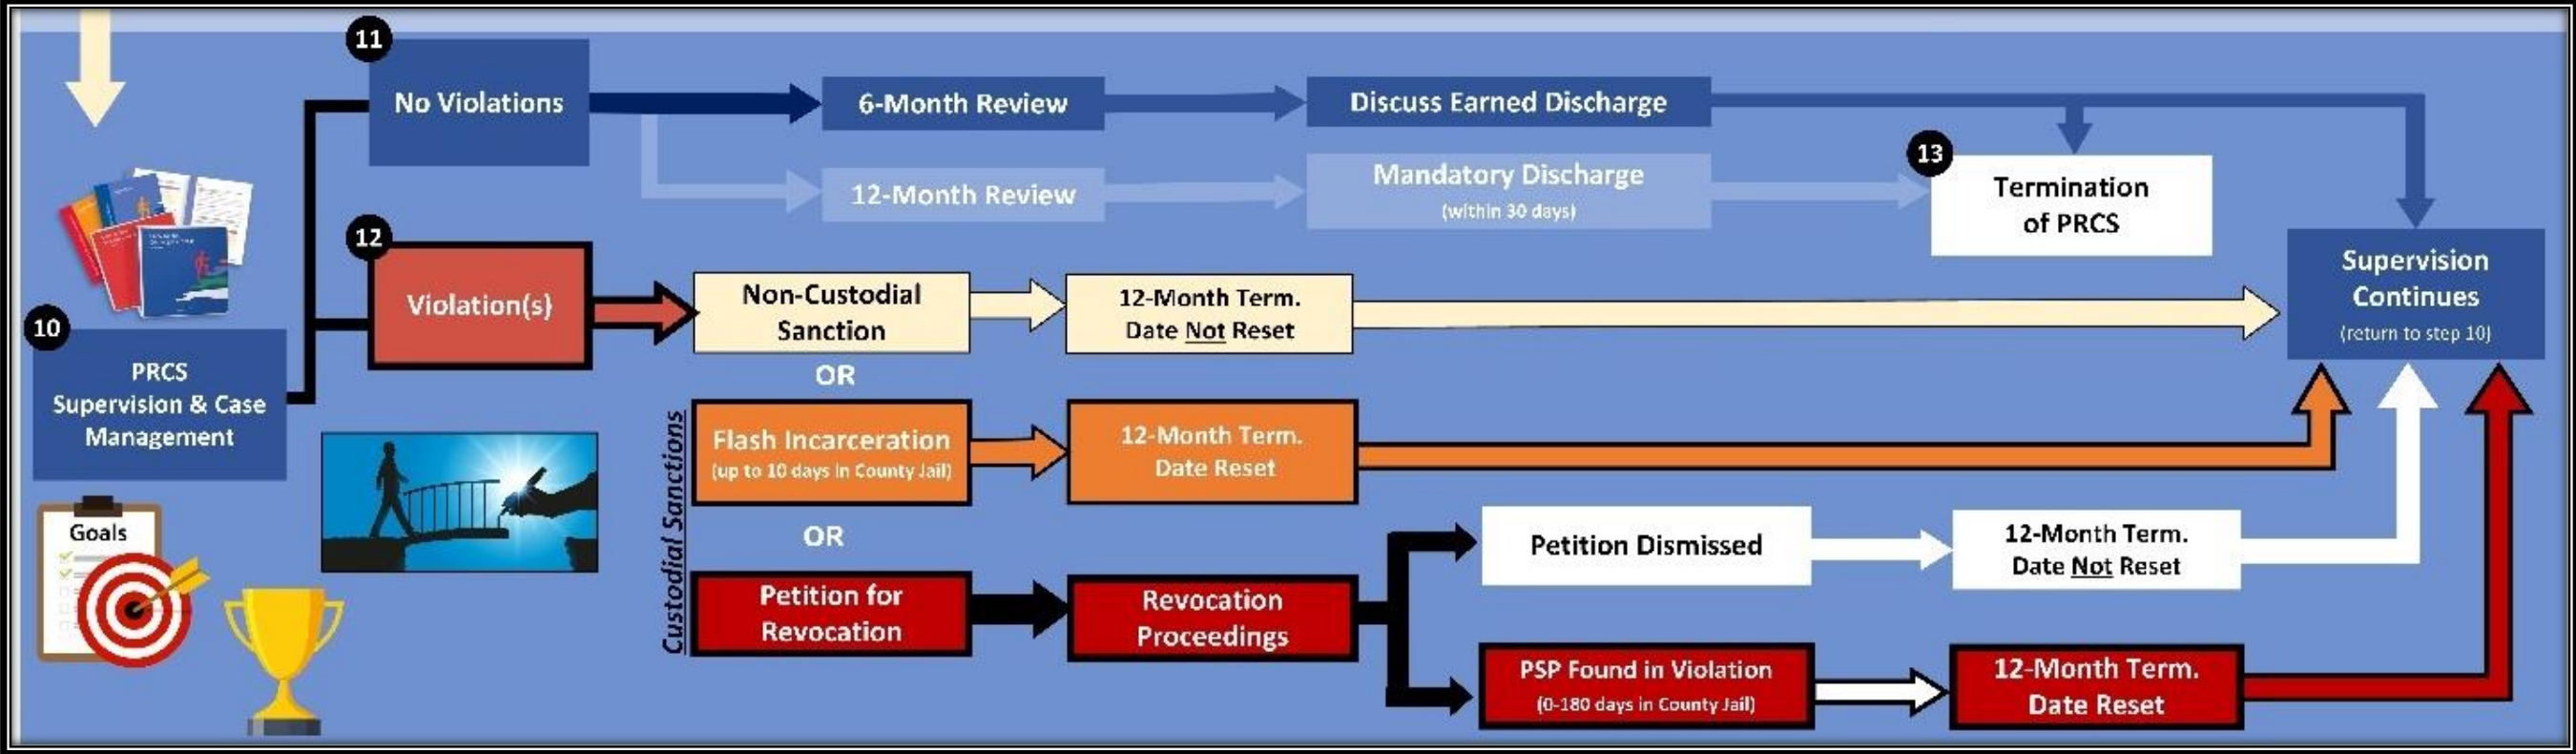 11
No Violations
6-Month Review
Discuss Earned Discharge
12-Month Review
Mandatory Discharge
(within 30 days)
13
Termination
of PRCS
12
Violation(s)
Non-Custodial
Sanction
12-Month Term.
Date Not Reset
Supervision
Continues
(return to step 10)
10
PRCS
Supervision & Case
Management
OR
Custodial Sanctions
Flash Incarceration
(up to 10 days in County Jail)
12-Month Term.
Date Reset
OR
Petition for
Revocation
Revocation
Proceedings
Petition Dismissed
12-Month Term.
Date Not Reset
PSP Found in Violation
(0-180 days in County Jail)
12-Month Term.
Date Reset
Goals